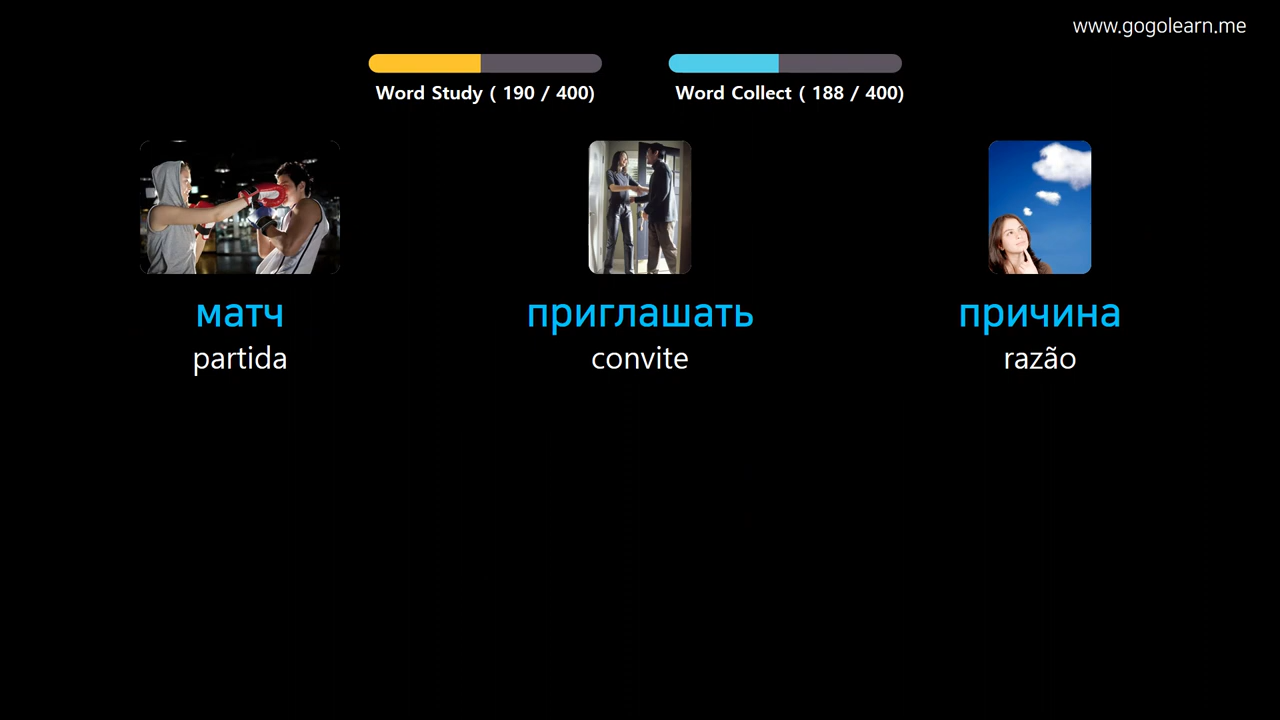 www.gogolearn.me
Word Study ( 190 / 400)
Word Collect ( 188 / 400)
матч
приглашать
причина
partida
convite
razão